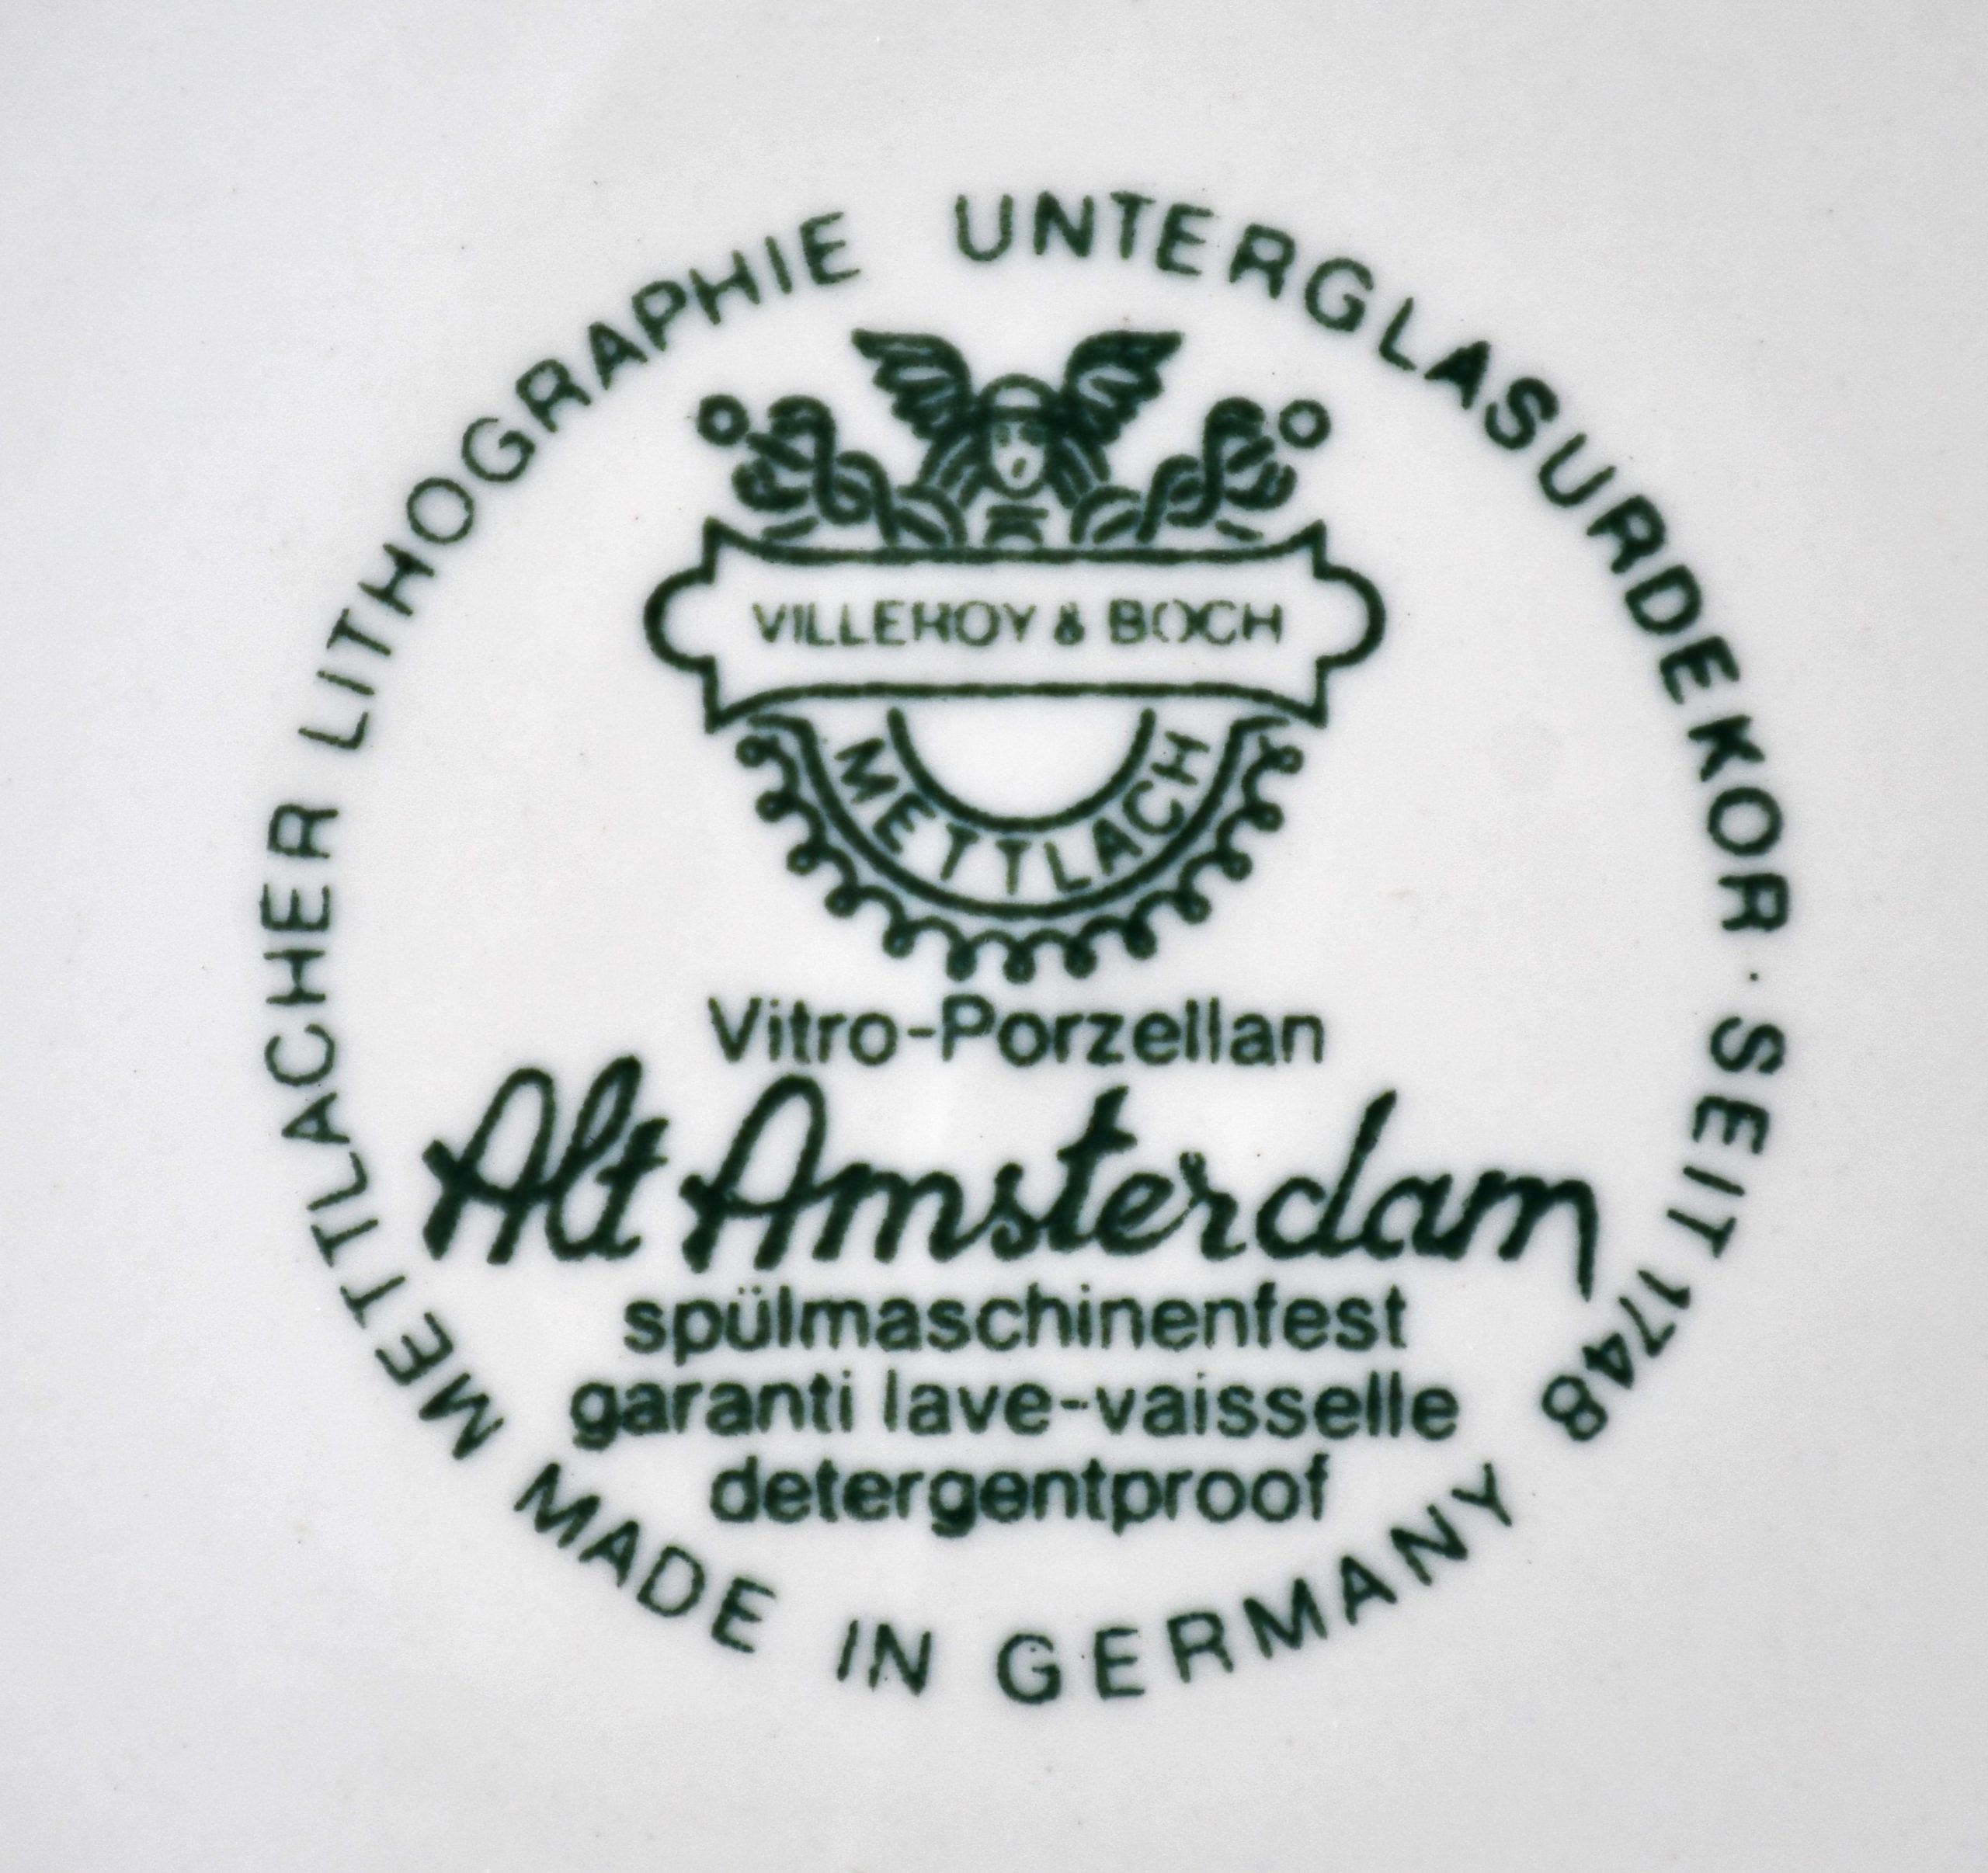 METTLACHER LITHOGRAPHIE UNTERGLASURDEKOR · SEIT 1748
VILLEROY & BOCH
METTLACH
Vitro-Porzellan
Alt Amsterdam
spülmaschinenfest
garanti lave-vaisselle
detergentproof
MADE IN GERMANY